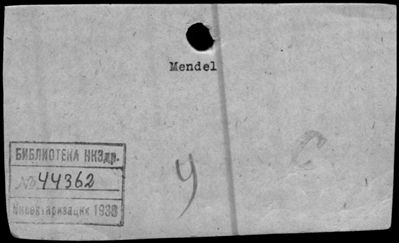 Mendel
БИБЛИОТЕКА НКЗдр.
№ 44362
Инвентаризация 1938
У
С